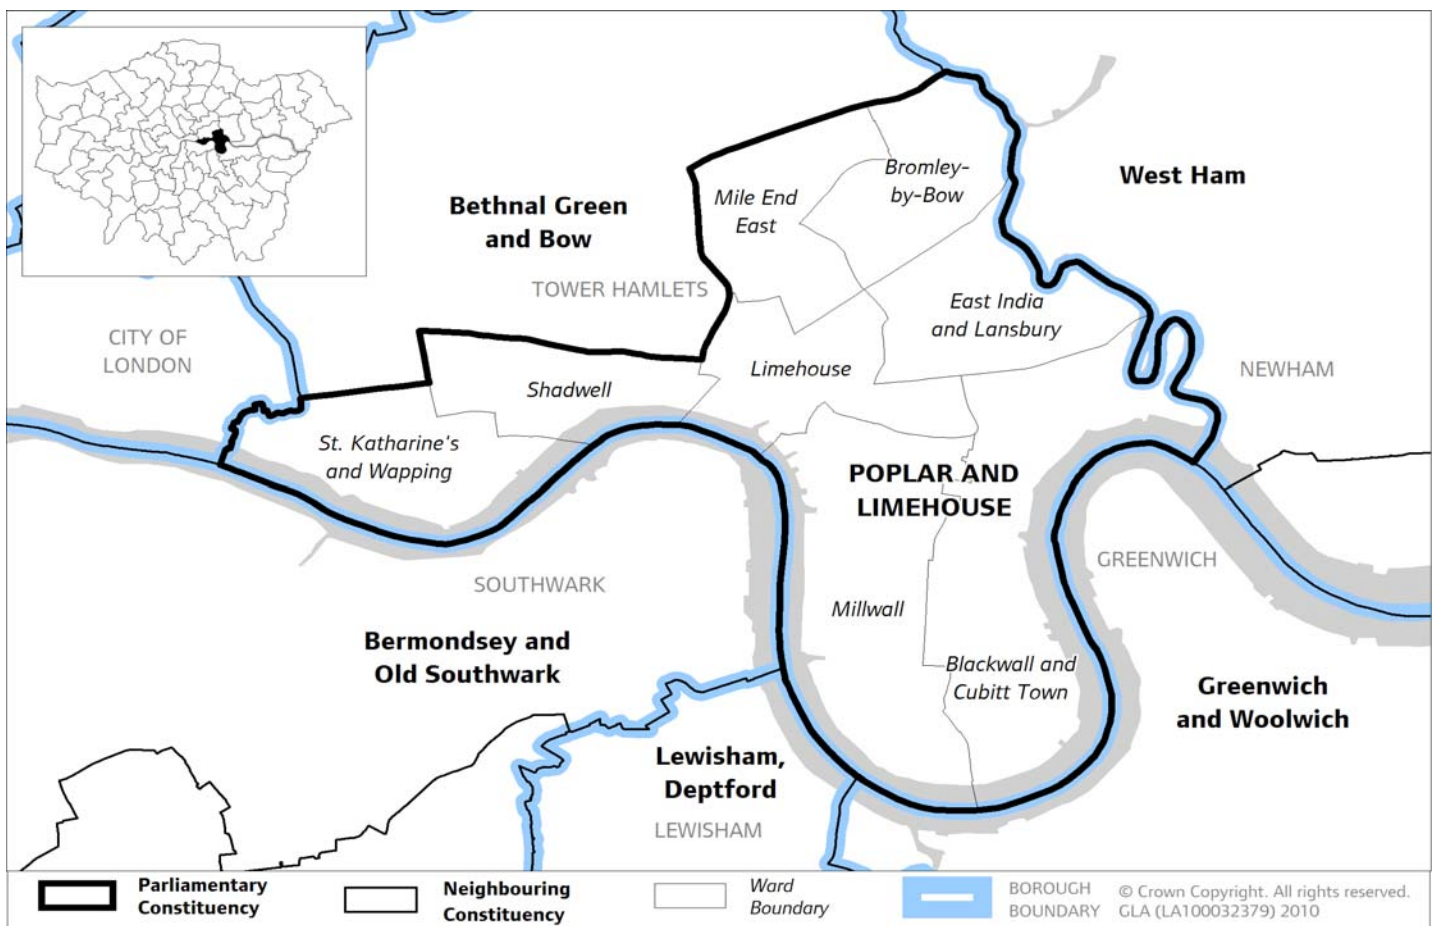 West Ham
Bromley-
by-Bow
Mile End
East
Bethnal Green
and Bow
TOWER HAMLETS
East India
and Lansbury
CITY OF
LONDON
Limehouse
NEWHAM
Shadwell
St. Katharine's
and Wapping
POPLAR AND
LIMEHOUSE
GREENWICH
SOUTHWARK
Millwall
Bermondsey and
Old Southwark
Blackwall and
Cubitt Town
Greenwich
and Woolwich
Lewisham,
Deptford
LEWISHAM
Parliamentary
Constituency
Neighbouring
Constituency
Ward
Boundary
BOROUGH
BOUNDARY
© Crown Copyright. All rights reserved.
GLA (LA100032379) 2010